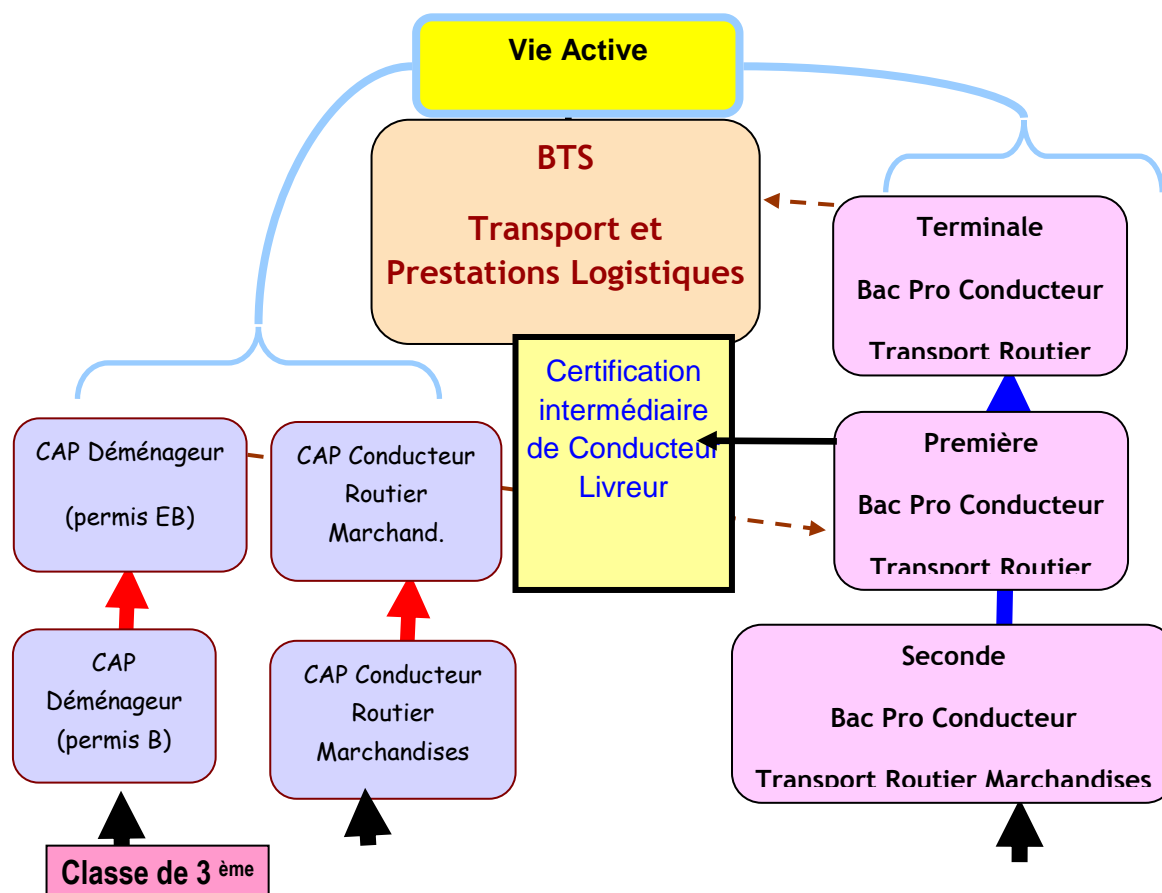 Vie Active
BTS
Transport et
Prestations Logistiques
Terminale
Bac Pro Conducteur
Transport Routier
Certification
intermédiaire
de Conducteur
Livreur
CAP Déménageur
(permis EB)
CAP Conducteur
Routier
Marchand.
Première
Bac Pro Conducteur
Transport Routier
CAP
Déménageur
(permis B)
CAP Conducteur
Routier
Marchandises
Seconde
Bac Pro Conducteur
Transport Routier Marchandises
Classe de 3 ème